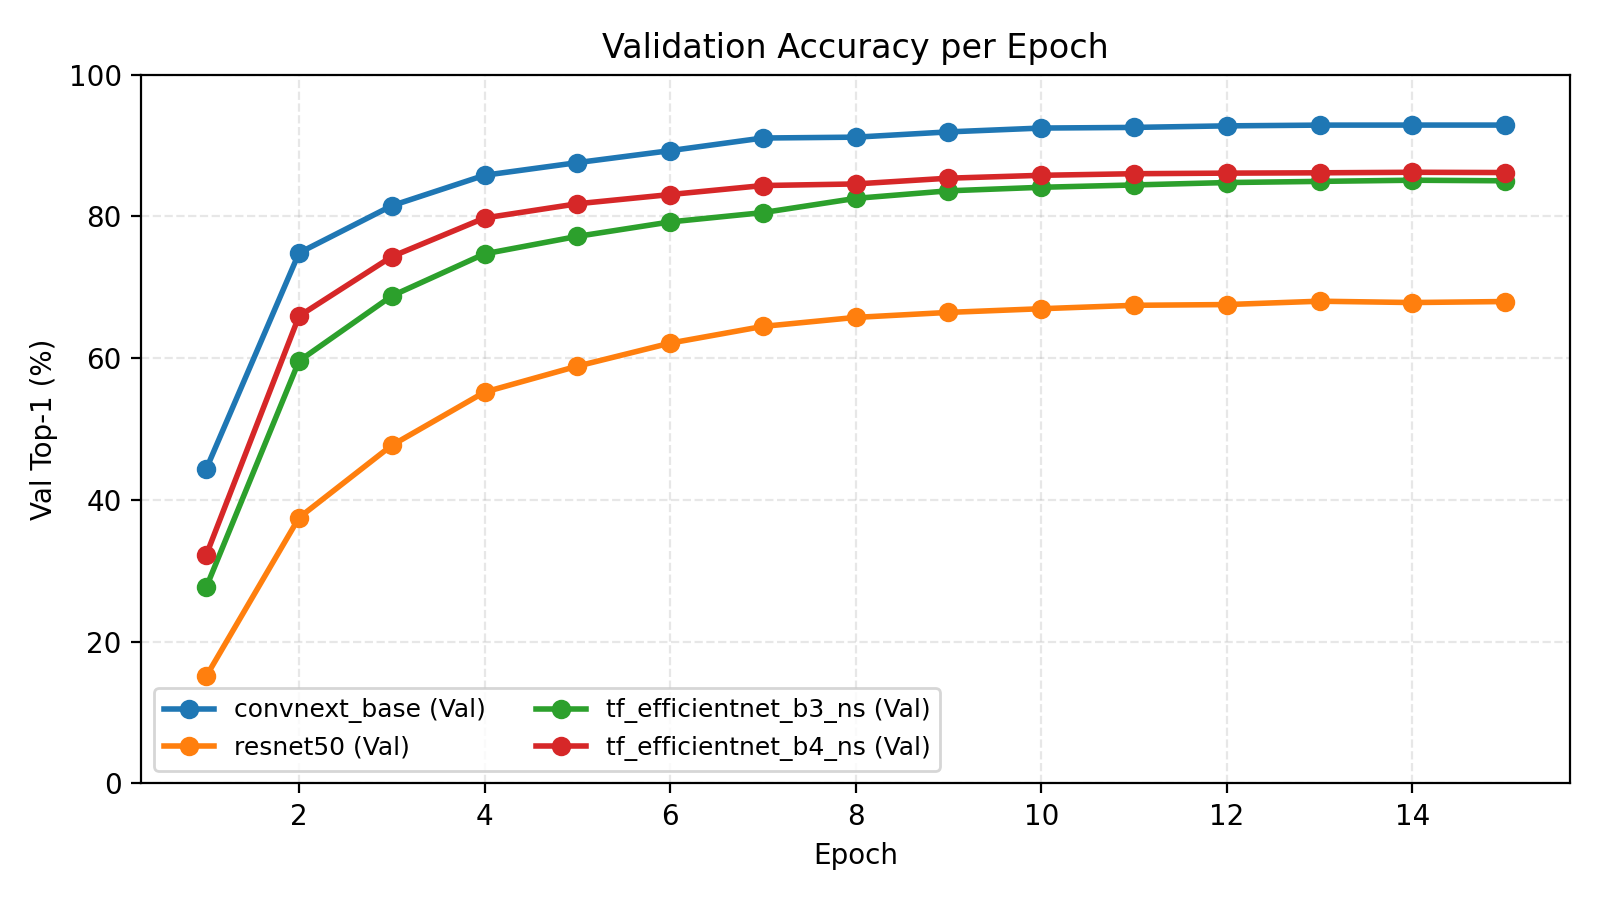 Validation Accuracy per Epoch
100
80
60
40
20
0
Val Top-1 (%)
convnext_base (Val)
resnet50 (Val)
tf_efficientnet_b3_ns (Val)
tf_efficientnet_b4_ns (Val)
2 4 6 8 10 12 14
Epoch